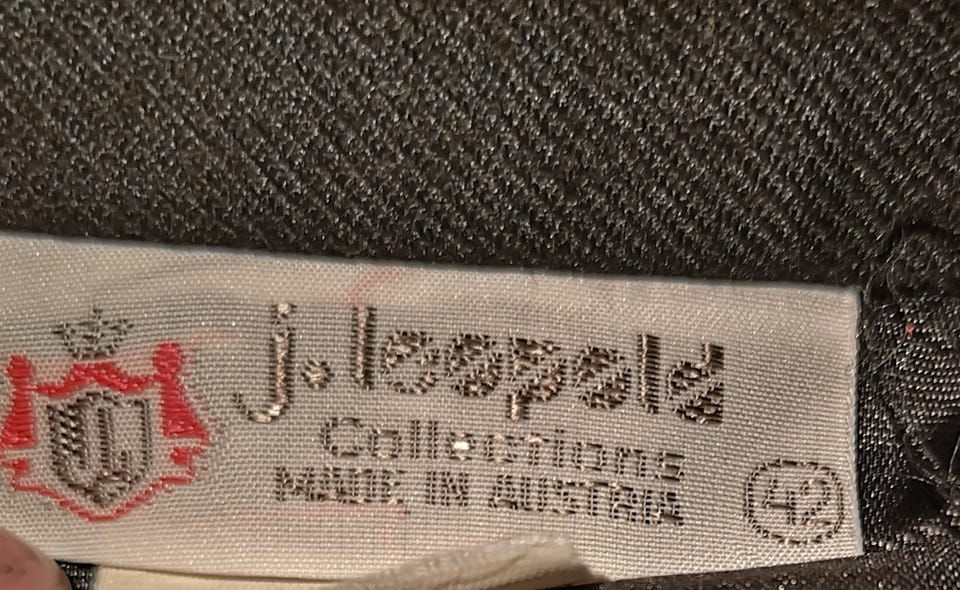 j.leopold
Collections
MADE IN AUSTRIA
42